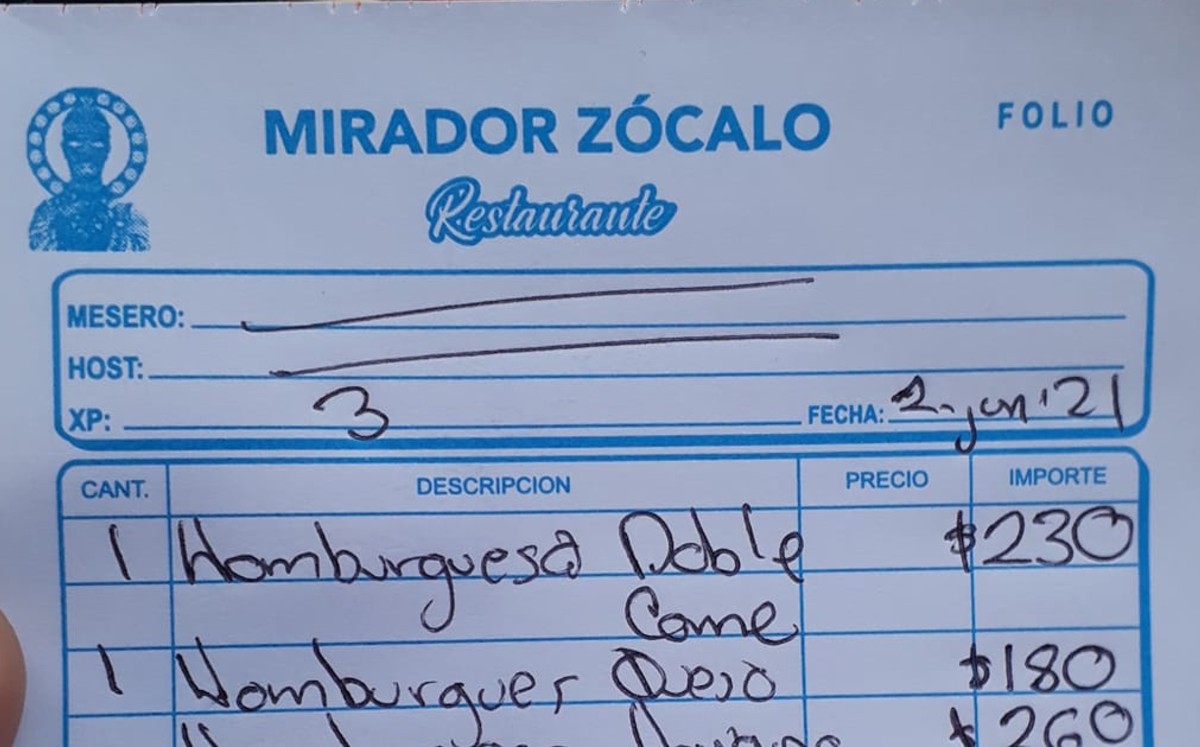 MIRADOR ZÓCALO
FOLIO
Restaurante
MESERO:
HOST:
XP: 3 FECHA: 2-jun'21
CANT. DESCRIPCION PRECIO IMPORTE
1 Hamburguesa Doble $230
Carne
1 Hamburguesa Queso $180
$260